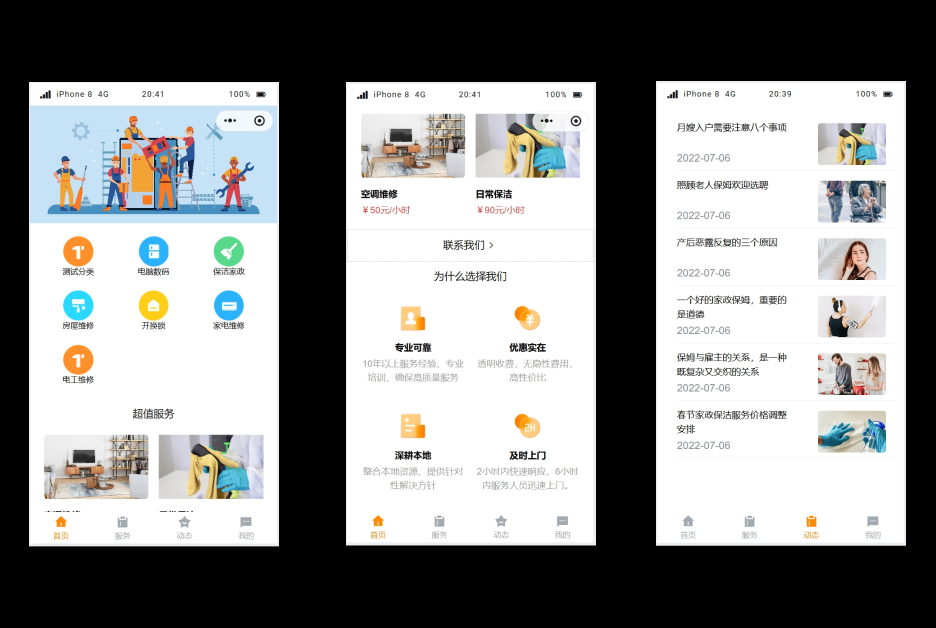 iPhone 8 4G 20:41 100%
测试分类 电脑数码 保洁家政
房屋维修 开换锁 家电维修
电工维修
超值服务
首页 服务 动态 我的
iPhone 8 4G 20:41 100%
空调维修 日常保洁
￥50元/小时 ￥90元/小时
联系我们 >
为什么选择我们
专业可靠 优惠实在
10年以上服务经验、专业 透明收费，无隐性费用，
培训，确保高质量服务 高性价比
深耕本地 及时上门
整合本地资源、提供针对 2小时内快速响应，6小时
性解决方针 内服务人员迅速上门。
首页 服务 动态 我的
iPhone 8 4G 20:39 100%
月嫂入户需要注意八个事项
2022-07-06
照顾老人保姆欢迎选聘
2022-07-06
产后恶露反复的三个原因
2022-07-06
一个好的家政保姆，重要的
是道德
2022-07-06
保姆与雇主的关系，是一种
既复杂又交织的关系
2022-07-06
春节家政保洁服务价格调整
安排
2022-07-06
首页 服务 动态 我的